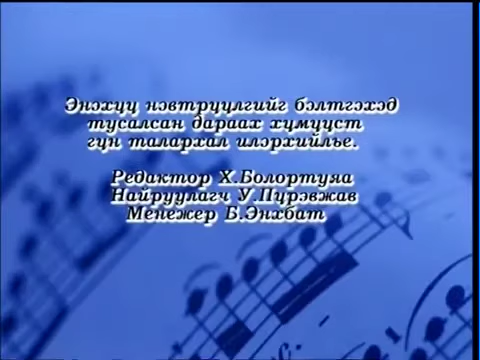 Энэхүү нэвтрүүлгийг бэлтгэхэд
тусалсан дараах хүмүүст
гүн талархал илэрхийлье.
Редактор Х.Болортуяа
Найруулагч У.Пүрэвжав
Менежер Б.Энхбат